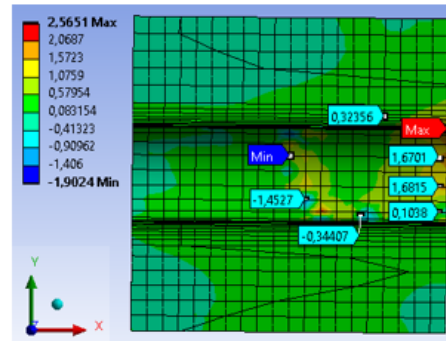 2,5651 Max
2,0687
1,5723
1,0759
0,57954
0,083154
-0,41323
-0,90962
-1,406
-1,9024 Min
0,32356
Max
Min
1,6701
-1,4527
1,6815
0,1038
-0,34407
Y
Z
X